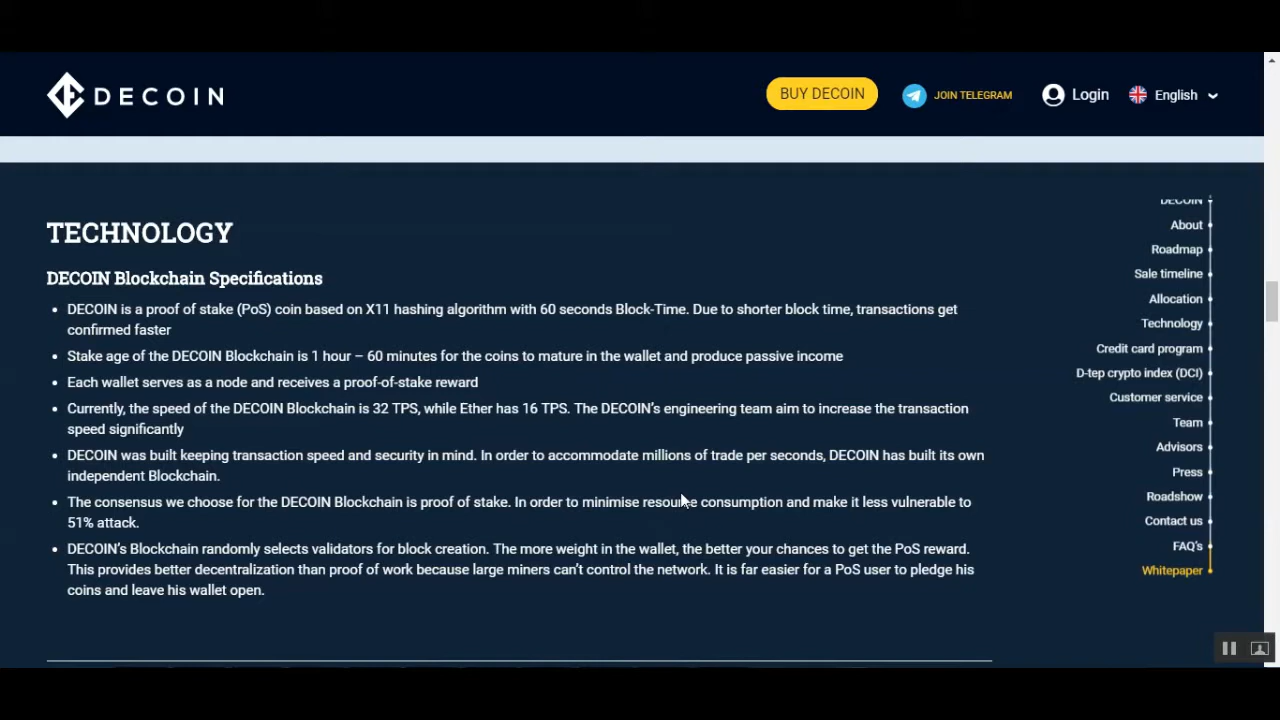 DECOIN
BUY DECOIN
JOIN TELEGRAM
Login
English
TECHNOLOGY
DECOIN Blockchain Specifications
• DECOIN is a proof of stake (PoS) coin based on X11 hashing algorithm with 60 seconds Block-Time. Due to shorter block time, transactions get
confirmed faster
• Stake age of the DECOIN Blockchain is 1 hour – 60 minutes for the coins to mature in the wallet and produce passive income
• Each wallet serves as a node and receives a proof-of-stake reward
• Currently, the speed of the DECOIN Blockchain is 32 TPS, while Ether has 16 TPS. The DECOIN's engineering team aim to increase the transaction
speed significantly
• DECOIN was built keeping transaction speed and security in mind. In order to accommodate millions of trade per seconds, DECOIN has built its own
independent Blockchain.
• The consensus we choose for the DECOIN Blockchain is proof of stake. In order to minimise resource consumption and make it less vulnerable to
51% attack.
• DECOIN's Blockchain randomly selects validators for block creation. The more weight in the wallet, the better your chances to get the PoS reward.
This provides better decentralization than proof of work because large miners can't control the network. It is far easier for a PoS user to pledge his
coins and leave his wallet open.
DECOIN
About
Roadmap
Sale timeline
Allocation
Technology
Credit card program
D-tep crypto index (DCI)
Customer service
Team
Advisors
Press
Roadshow
Contact us
FAQ's
Whitepaper